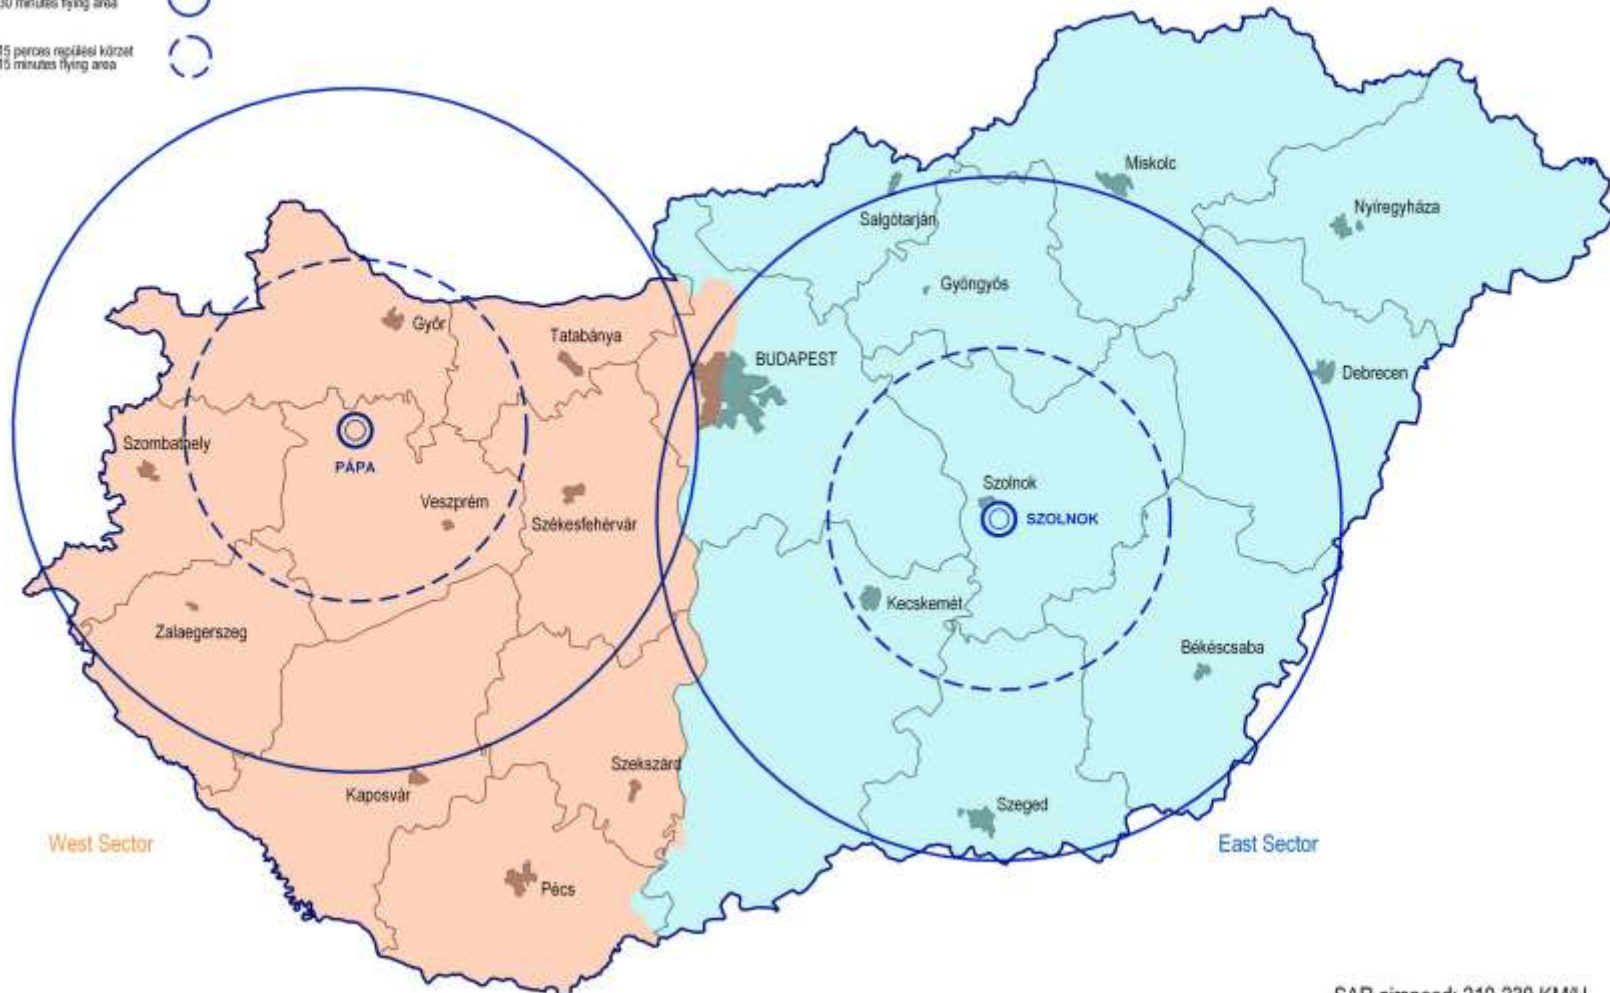 30 minutes flying area
15 perces repülési körzet
15 minutes flying area
Miskolc
Nyíregyháza
Salgótarján
Gyöngyös
Győr
Tatabánya
BUDAPEST
Debrecen
Szombathely
PÁPA
Veszprém
Székesfehérvár
Szolnok
SZOLNOK
Kecskemét
Zalaegerszeg
Békéscsaba
Szekszárd
Kaposvár
Szeged
West Sector
East Sector
Pécs